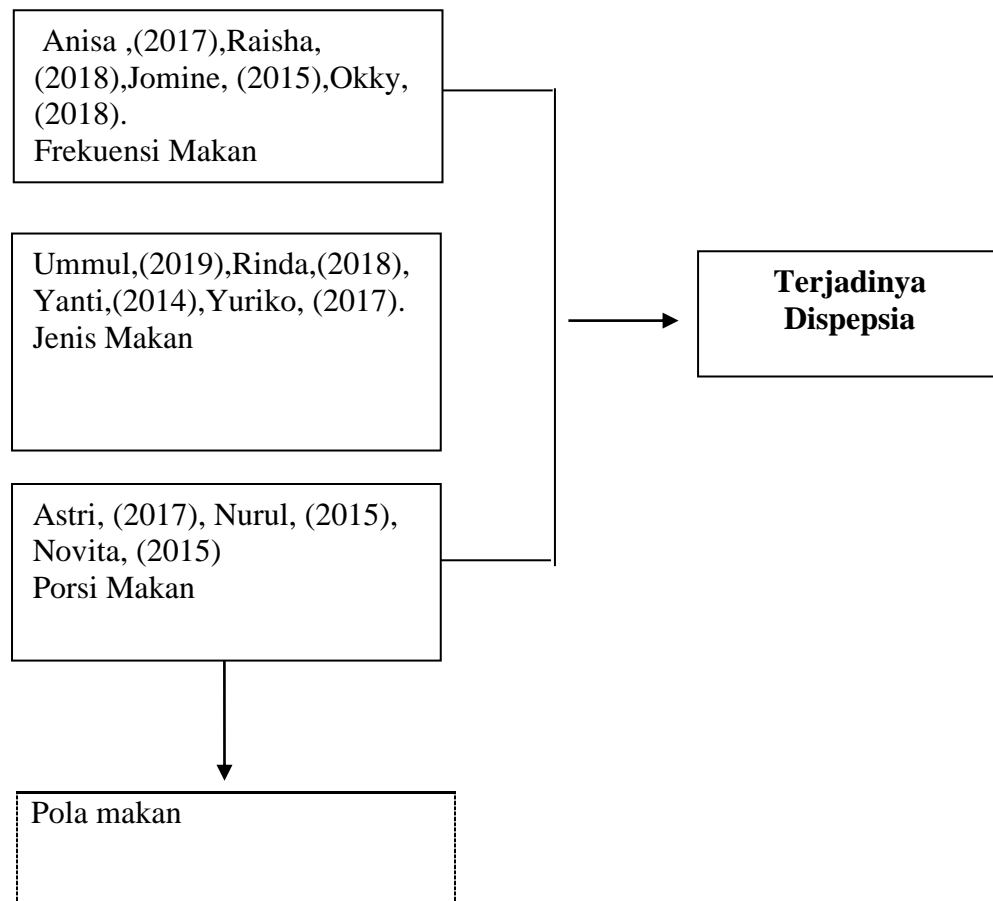 Anisa ,(2017),Raisha,
(2018),Jomine, (2015),Okky,
(2018).
Frekuensi Makan
Ummul,(2019),Rinda,(2018),
Yanti,(2014),Yuriko, (2017).
Jenis Makan
Terjadinya
Dispepsia
Astri, (2017), Nurul, (2015),
Novita, (2015)
Porsi Makan
Pola makan